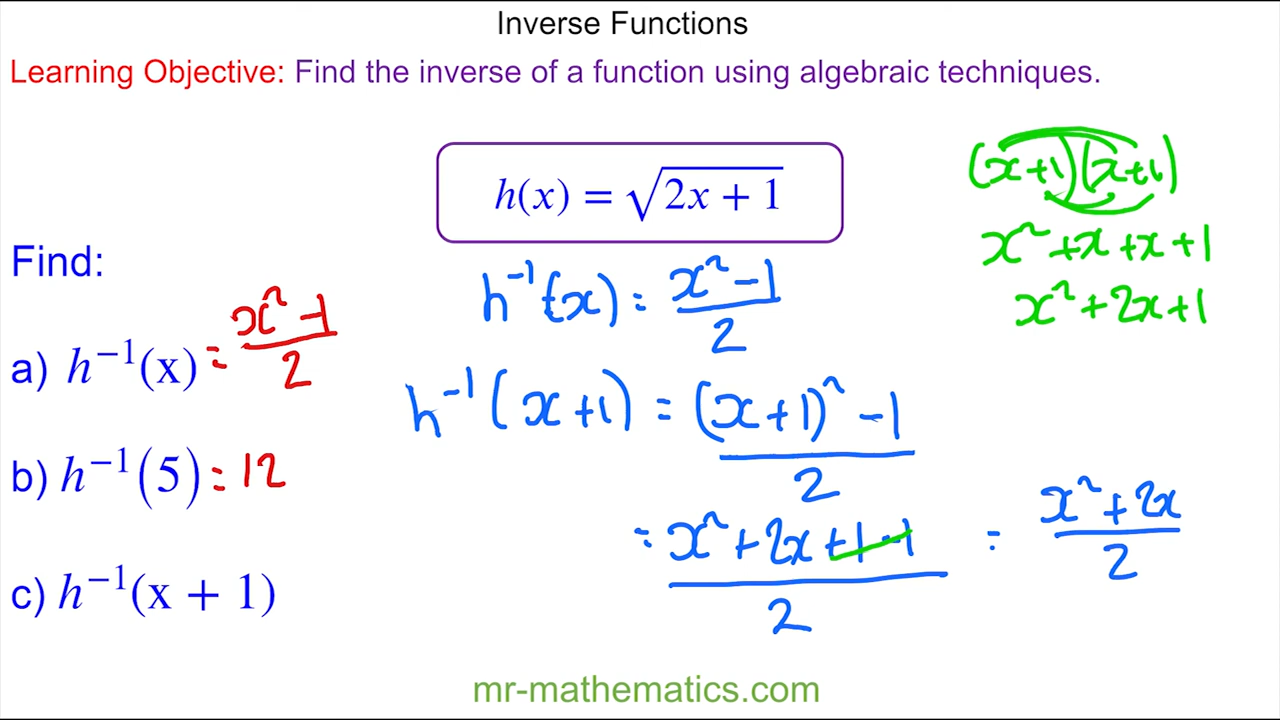 Inverse Functions
Learning Objective: Find the inverse of a function using algebraic techniques.
h(x) = √(2x + 1)
(x+1)(x+1)
x² + x + x + 1
x² + 2x + 1
Find:
h⁻¹(x) = (x² - 1)/2
a) h⁻¹(x) = (x² - 1)/2
h⁻¹(x+1) = ((x+1)² - 1)/2
b) h⁻¹(5) = 12
= (x² + 2x + 1 - 1)/2 = (x² + 2x)/2
c) h⁻¹(x + 1)
mr-mathematics.com